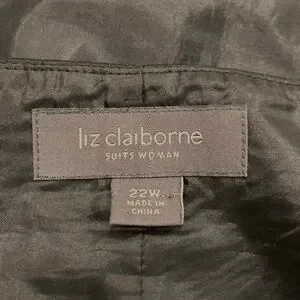 liz claiborne
SUITS WOMAN
22W
MADE IN
CHINA